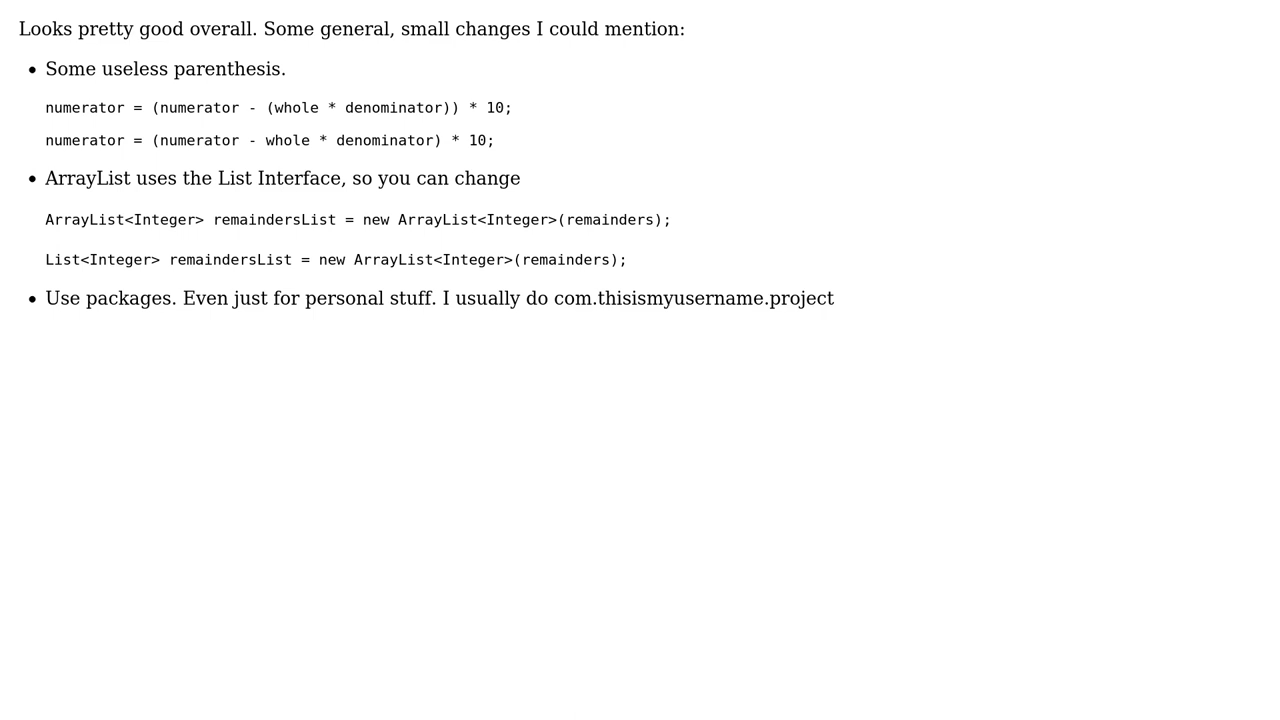 Looks pretty good overall. Some general, small changes I could mention:
• Some useless parenthesis.
numerator = (numerator - (whole * denominator)) * 10;
numerator = (numerator - whole * denominator) * 10;
• ArrayList uses the List Interface, so you can change
ArrayList<Integer> remaindersList = new ArrayList<Integer>(remainders);
List<Integer> remaindersList = new ArrayList<Integer>(remainders);
• Use packages. Even just for personal stuff. I usually do com.thisismyusername.project